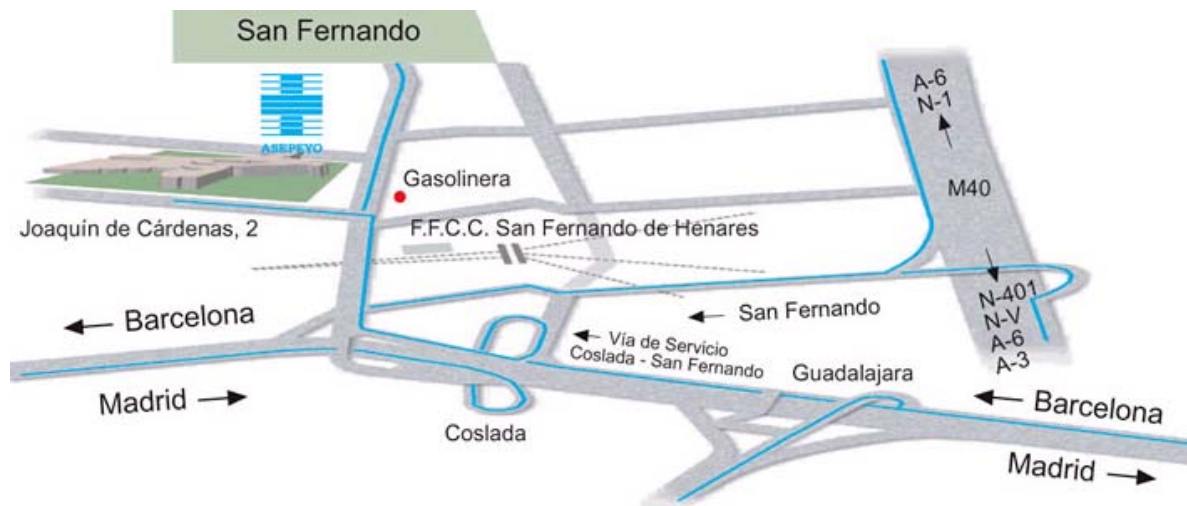 San Fernando
ASEPEYO
A-6
N-1
M40
Gasolinera
Joaquín de Cárdenas, 2
F.F.C.C. San Fernando de Henares
N-401
N-V
A-6
A-3
← Barcelona
← San Fernando
← Vía de Servicio
Coslada - San Fernando
Guadalajara
Madrid →
Coslada
← Barcelona
Madrid →